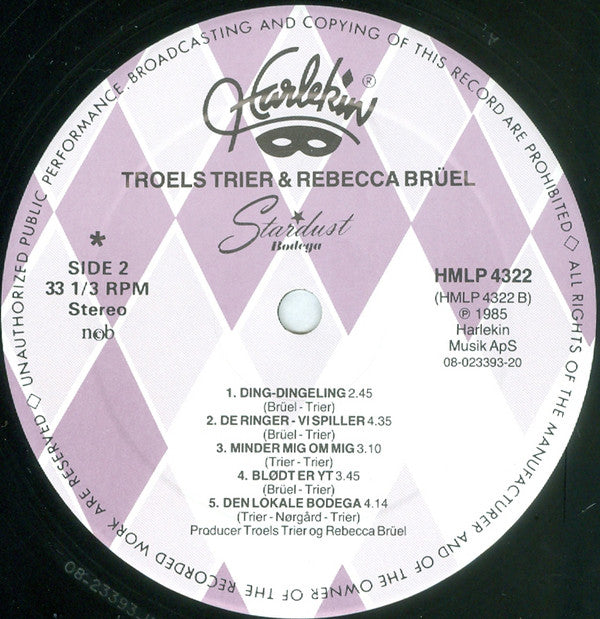 UNAUTHORIZED PUBLIC PERFORMANCE, BROADCASTING AND COPYING OF THIS RECORD ARE PROHIBITED ◇ ALL RIGHTS OF THE MANUFACTURER AND OF THE OWNER OF THE RECORDED WORK ARE RESERVED ◇
Harlekin ®
TROELS TRIER & REBECCA BRÜEL
Stardust
Bodega
*
SIDE 2
33 1/3 RPM
Stereo
ncb
HMLP 4322
(HMLP 4322 B)
℗ 1985
Harlekin
Musik ApS
08-023393-20
1. DING-DINGELING 2.45
(Brüel - Trier)
2. DE RINGER - VI SPILLER 4.35
(Brüel - Trier)
3. MINDER MIG OM MIG 3.10
(Trier - Trier)
4. BLØDT ER YT 3.45
(Brüel - Trier)
5. DEN LOKALE BODEGA 4.14
(Trier - Nørgård - Trier)
Producer Troels Trier og Rebecca Brüel